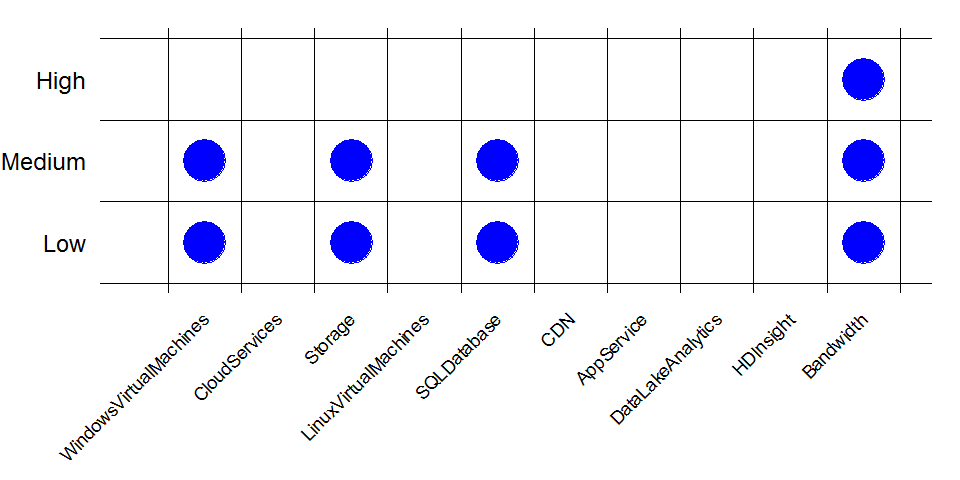 High
Medium
Low
WindowsVirtualMachines
CloudServices
Storage
LinuxVirtualMachines
SQLDatabase
CDN
AppService
DataLakeAnalytics
HDInsight
Bandwidth